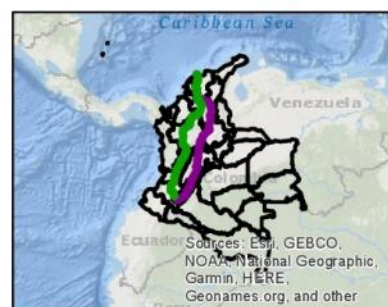 Caribbean Sea
Venezuela
Colombia
Ecuador
Sources: Esri, GEBCO,
NOAA, National Geographic,
Garmin, HERE,
Geonames.org, and other